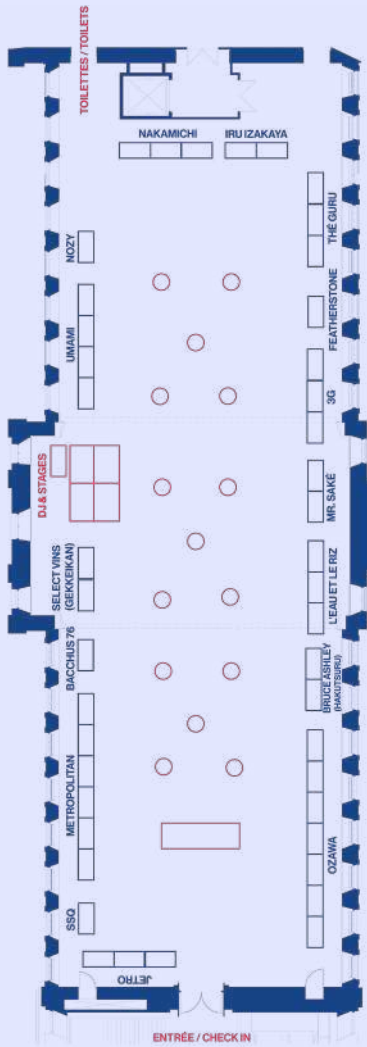 TOILETTES / TOILETS
NAKAMICHI
IRU IZAKAYA
NOZY
THÉ GURU
UMAMI
FEATHERSTONE
3G
DJ & STAGES
MR. SAKÉ
SELECT VINS
(GEKKEIKAN)
L'EAU ET LE RIZ
BACCHUS 76
BRUCE ASHLEY
(HAKUTSURU)
METROPOLITAN
OZAWA
SSQ
JETRO
ENTRÉE / CHECK IN